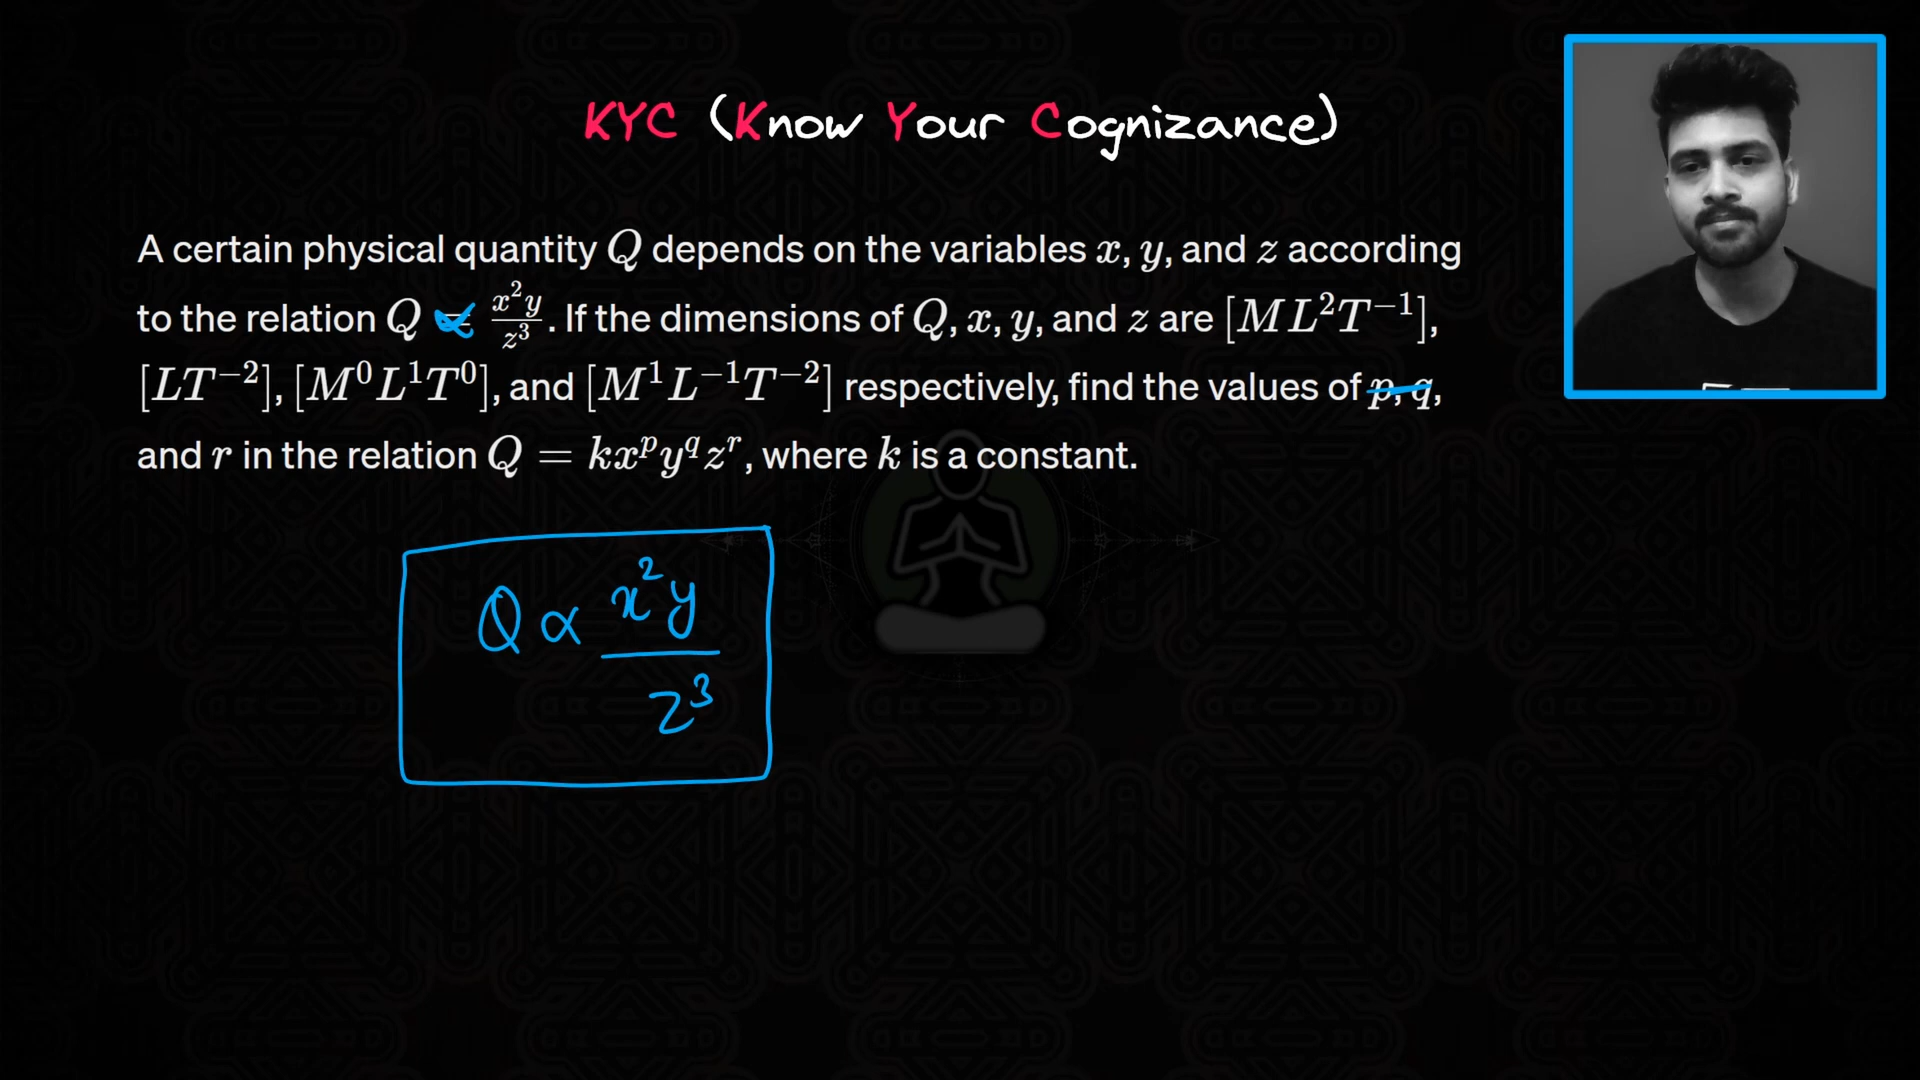 KYC (Know Your Cognizance)
A certain physical quantity Q depends on the variables x, y, and z according
to the relation Q ∝ x²y/z³. If the dimensions of Q, x, y, and z are [ML²T⁻¹],
[LT⁻²], [M⁰L¹T⁰], and [M¹L⁻¹T⁻²] respectively, find the values of p, q,
and r in the relation Q = kxᵖy^qzʳ, where k is a constant.
Q ∝ x²y
z³